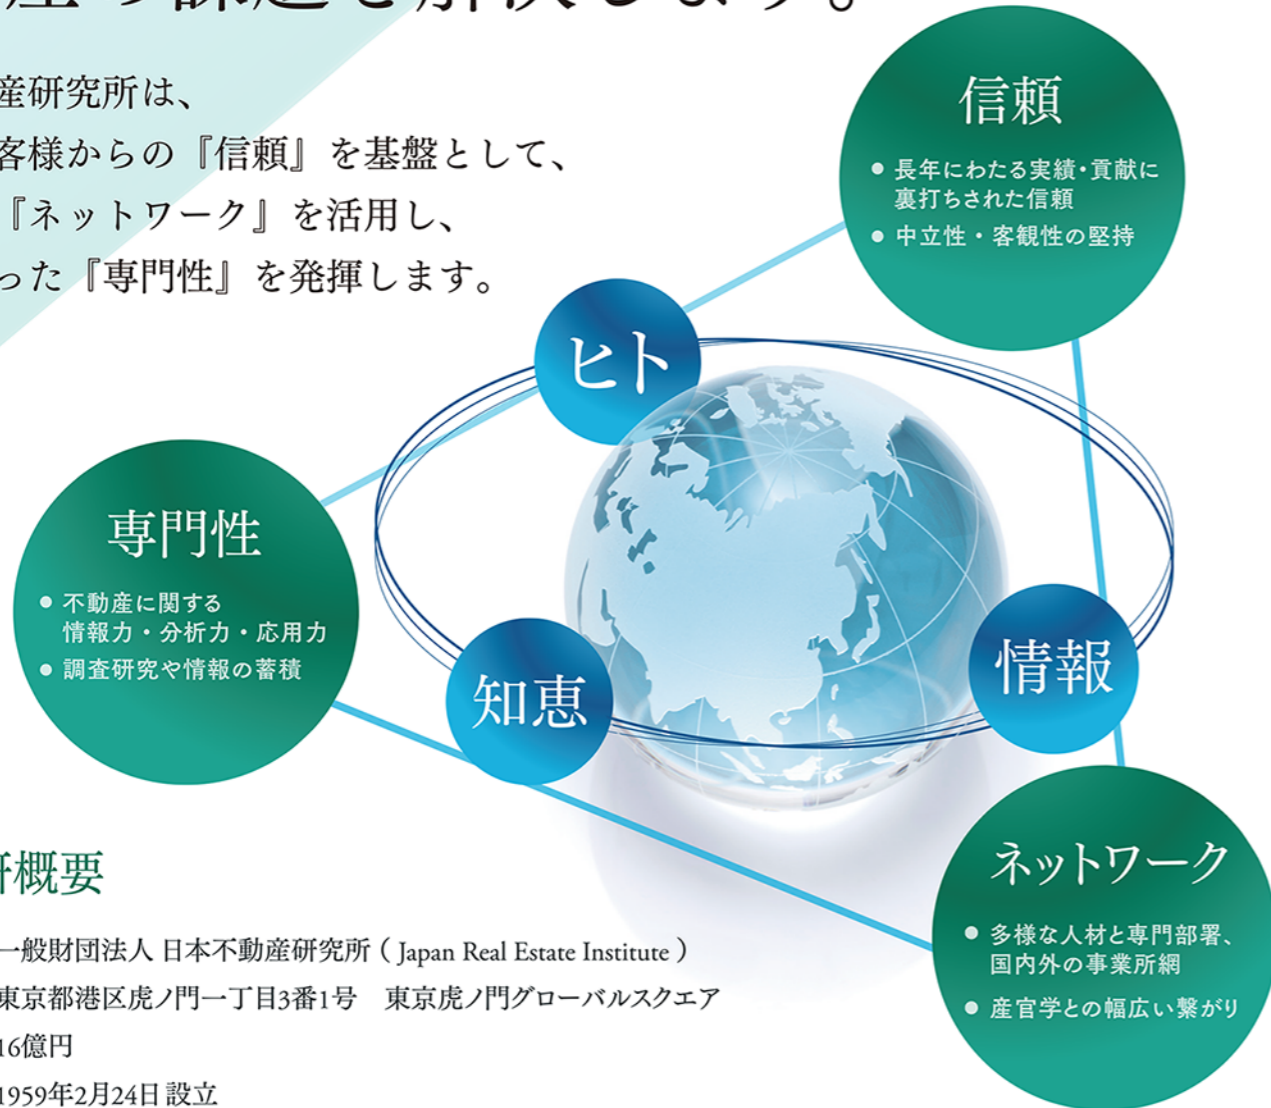 の課題を解決します。
産研究所は、
客様からの『信頼』を基盤として、
『ネットワーク』を活用し、
った『専門性』を発揮します。
信頼
● 長年にわたる実績・貢献に
裏打ちされた信頼
● 中立性・客観性の堅持
ヒト
専門性
● 不動産に関する
情報力・分析力・応用力
● 調査研究や情報の蓄積
知恵
情報
ネットワーク
● 多様な人材と専門部署、
国内外の事業所網
● 産官学との幅広い繋がり
概要
一般財団法人 日本不動産研究所 ( Japan Real Estate Institute )
東京都港区虎ノ門一丁目3番1号　東京虎ノ門グローバルスクエア
16億円
1959年2月24日 設立